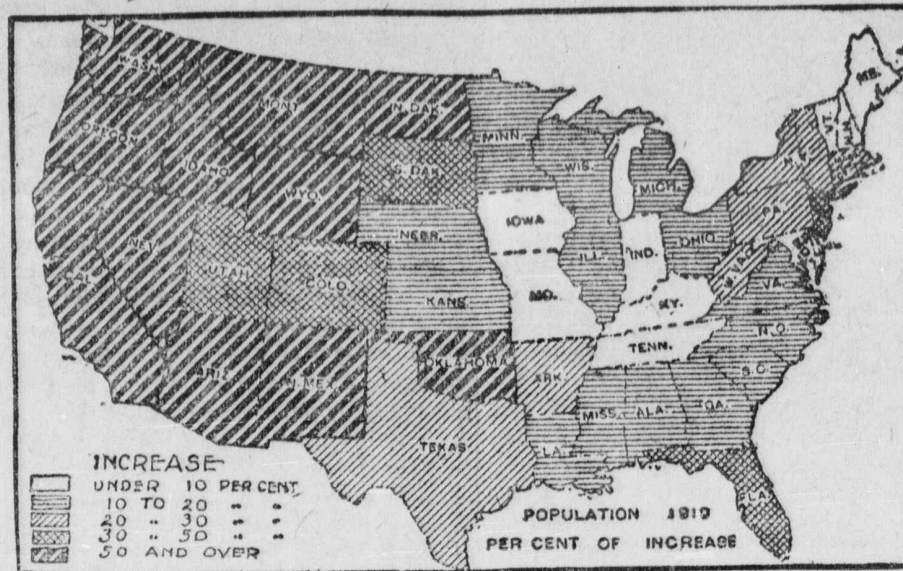 WASH.
MONT.
N.DAK.
MINN.
ME.
OREGON
IDAHO
WYO.
S.DAK.
WIS.
MICH.
N.Y.
VT.
N.H.
NEV.
UTAH
COLO.
NEBR.
IOWA
ILL.
IND.
OHIO
PA.
CAL.
KANS.
MO.
KY.
W.VA.
VA.
ARIZ.
N.MEX.
OKLAHOMA
ARK.
TENN.
N.C.
S.C.
TEXAS
LA.
MISS.
ALA.
GA.
FLA.
INCREASE
UNDER 10 PER CENT
10 TO 20 " "
20 " 30 " "
30 " 50 " "
50 AND OVER
POPULATION 1910
PER CENT OF INCREASE